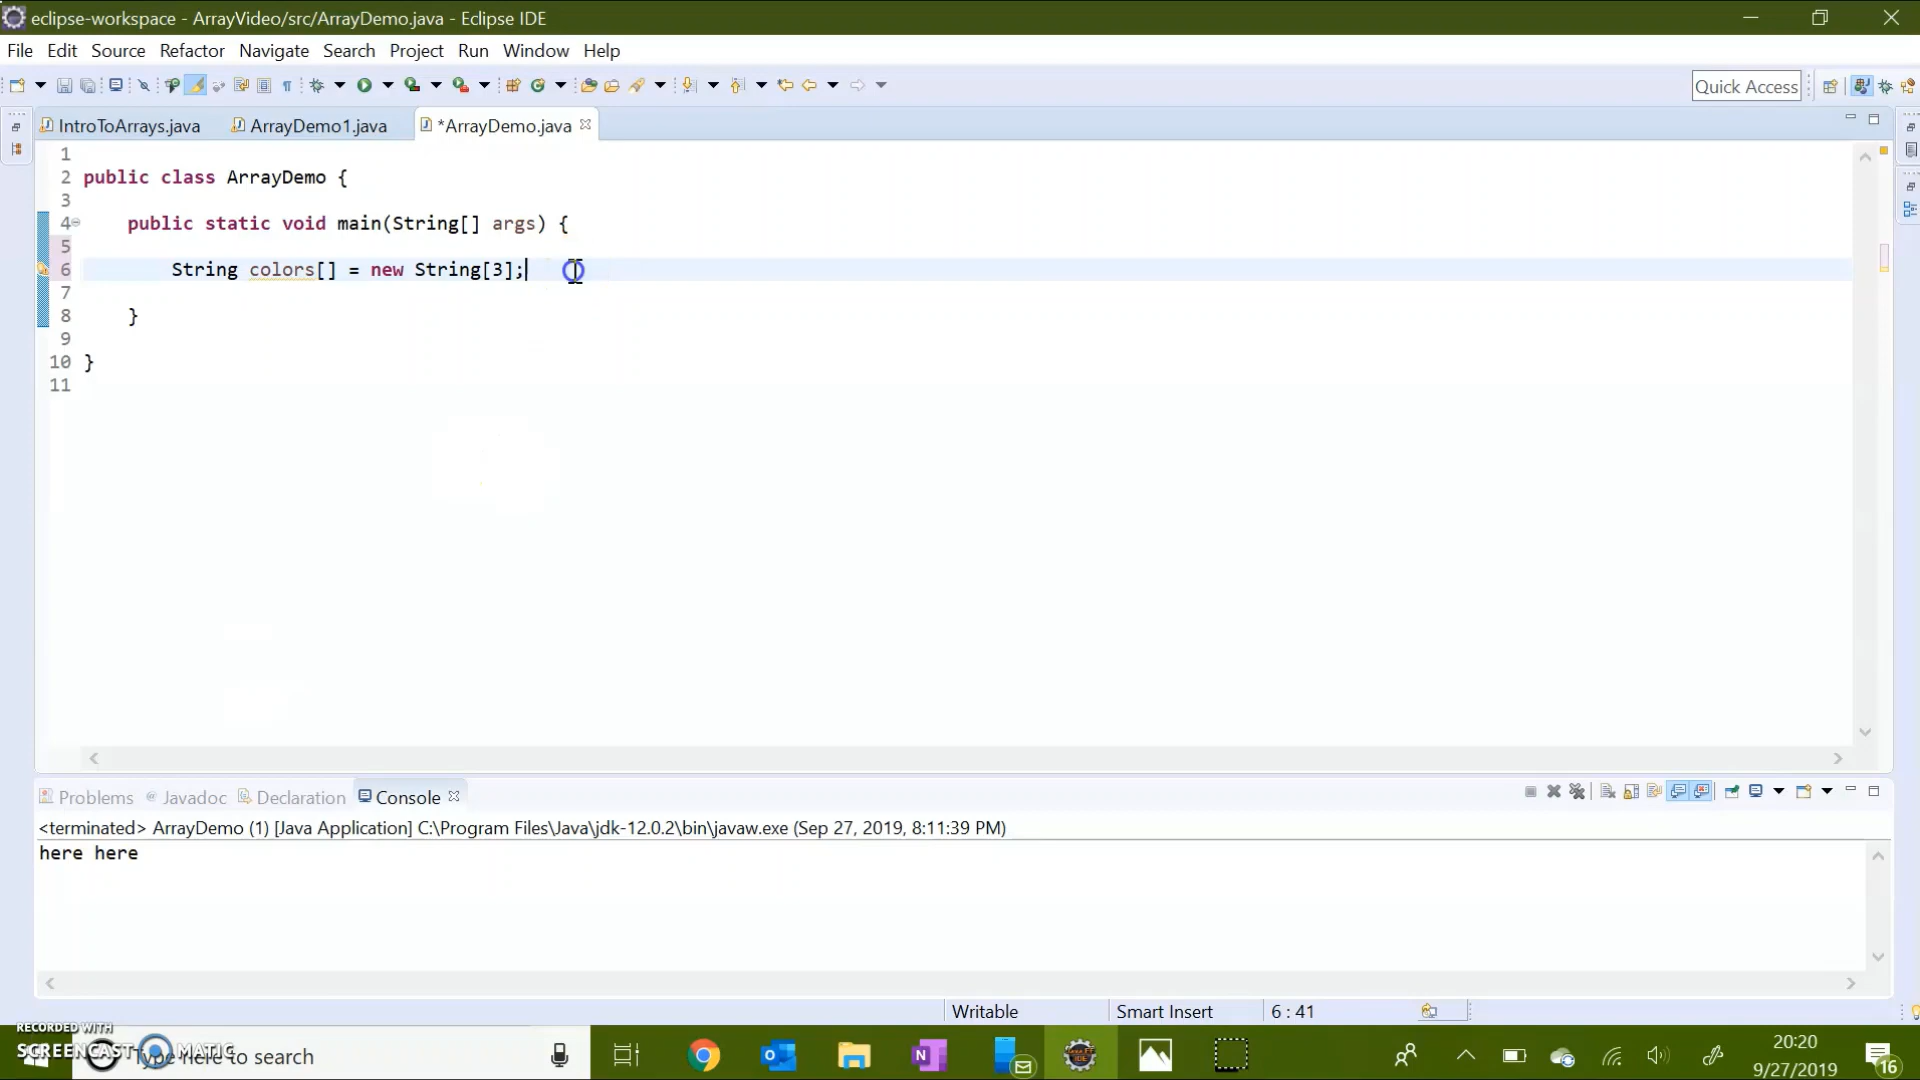 eclipse-workspace - ArrayVideo/src/ArrayDemo.java - Eclipse IDE
File Edit Source Refactor Navigate Search Project Run Window Help
Quick Access
IntroToArrays.java ArrayDemo1.java *ArrayDemo.java
1
2 public class ArrayDemo {
3
4 public static void main(String[] args) {
5
6 String colors[] = new String[3];
7
8 }
9
10 }
11
Problems Javadoc Declaration Console
<terminated> ArrayDemo (1) [Java Application] C:\Program Files\Java\jdk-12.0.2\bin\javaw.exe (Sep 27, 2019, 8:11:39 PM)
here here
Writable Smart Insert 6 : 41
RECORDED WITH
SCREENCAST MATIC
Type here to search
20:20
9/27/2019
16